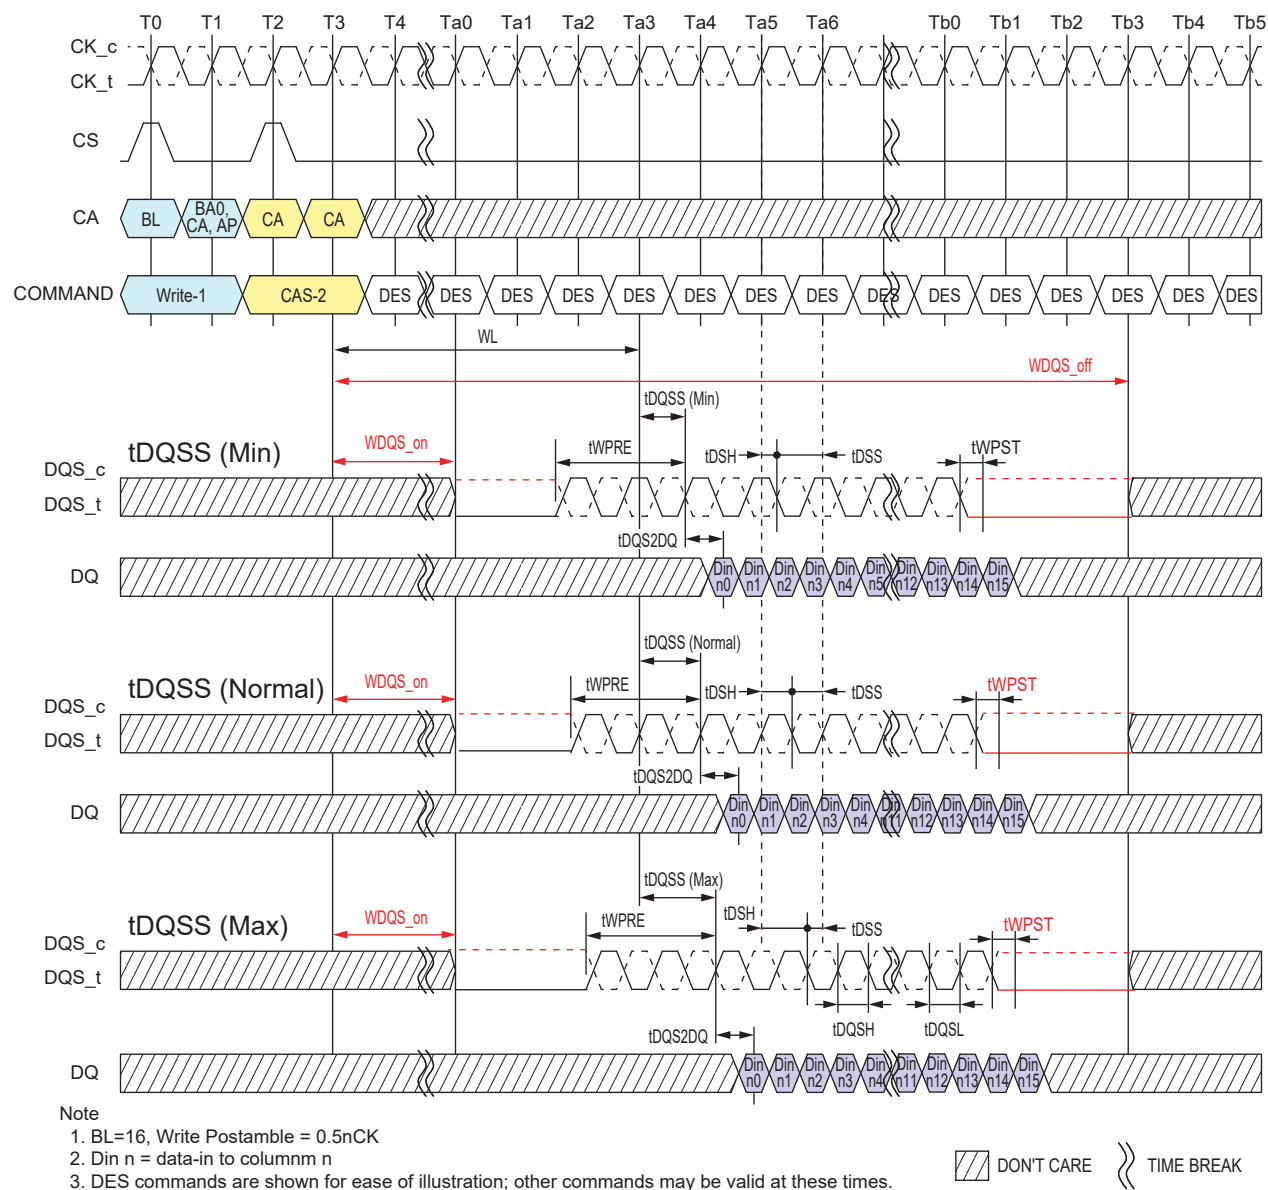 T0 T1 T2 T3 T4 Ta0 Ta1 Ta2 Ta3 Ta4 Ta5 Ta6 Tb0 Tb1 Tb2 Tb3 Tb4 Tb5
CK_c
CK_t
CS
CA BL BA0, CA, AP CA CA
COMMAND Write-1 CAS-2 DES DES DES DES DES DES DES DES DES DES DES DES DES DES DES
WL
WDQS_off
tDQSS (Min)
tDQSS (Min) WDQS_on tWPRE tDSH tDSS tWPST
DQS_c
DQS_t
tDQS2DQ
DQ Din n0 Din n1 Din n2 Din n3 Din n4 Din n5 Din n12 Din n13 Din n14 Din n15
tDQSS (Normal)
tDQSS (Normal) WDQS_on tWPRE tDSH tDSS tWPST
DQS_c
DQS_t
tDQS2DQ
DQ Din n0 Din n1 Din n2 Din n3 Din n4 Din n11 Din n12 Din n13 Din n14 Din n15
tDQSS (Max)
tDQSS (Max) WDQS_on tWPRE tDSH tDSS tWPST
DQS_c
DQS_t
tDQSH tDQSL
tDQS2DQ
DQ Din n0 Din n1 Din n2 Din n3 Din n4 Din n11 Din n12 Din n13 Din n14 Din n15
Note
1. BL=16, Write Postamble = 0.5nCK
2. Din n = data-in to columnm n
3. DES commands are shown for ease of illustration; other commands may be valid at these times.
DON'T CARE
TIME BREAK